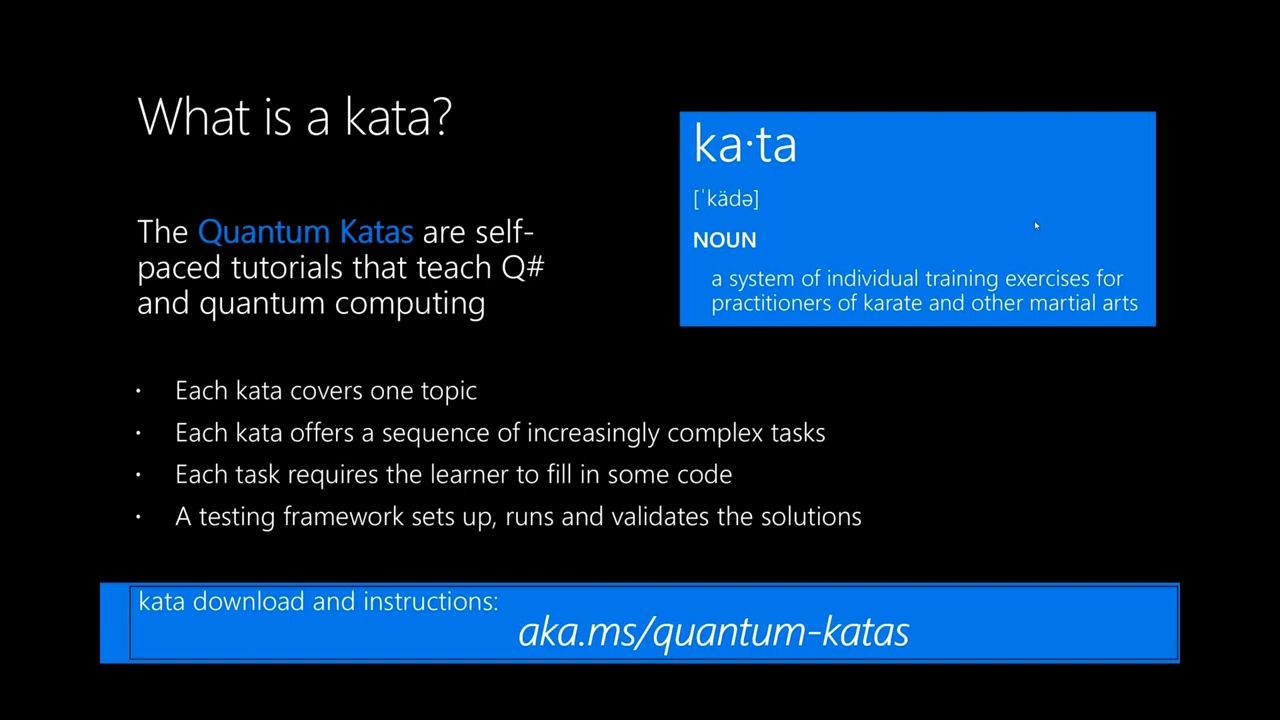 What is a kata?
ka·ta
[ˈkädə]
NOUN
a system of individual training exercises for
practitioners of karate and other martial arts
The Quantum Katas are self-
paced tutorials that teach Q#
and quantum computing
· Each kata covers one topic
· Each kata offers a sequence of increasingly complex tasks
· Each task requires the learner to fill in some code
· A testing framework sets up, runs and validates the solutions
kata download and instructions:
aka.ms/quantum-katas